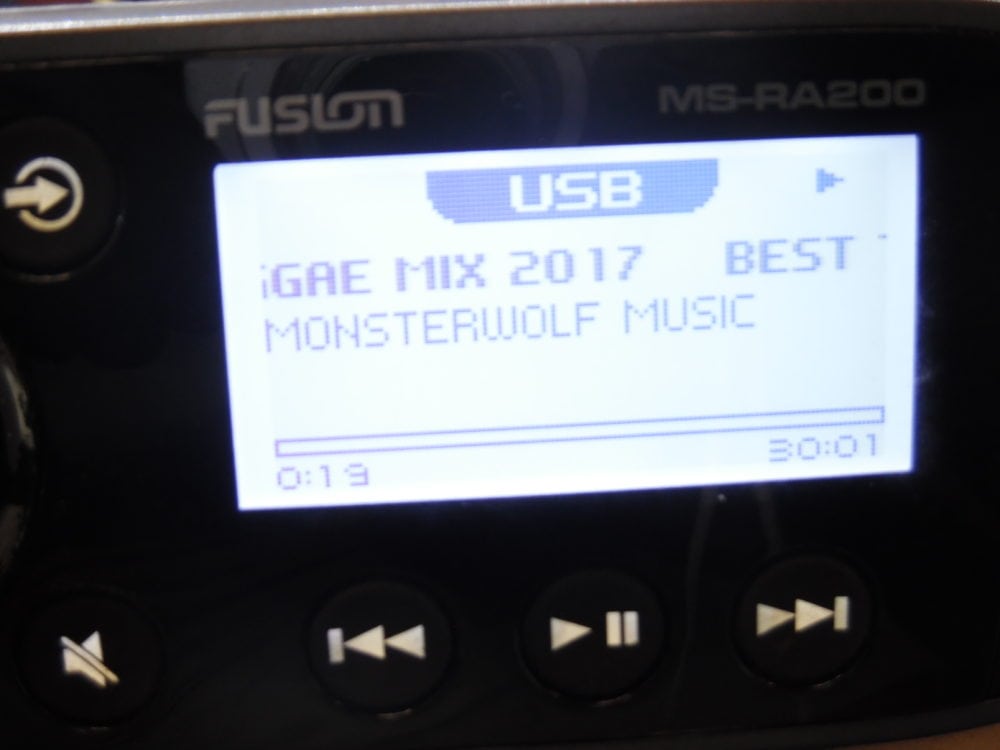 FUSION MS-RA200
USB
GAE MIX 2017 BEST
MONSTERWOLF MUSIC
0:19 30:01